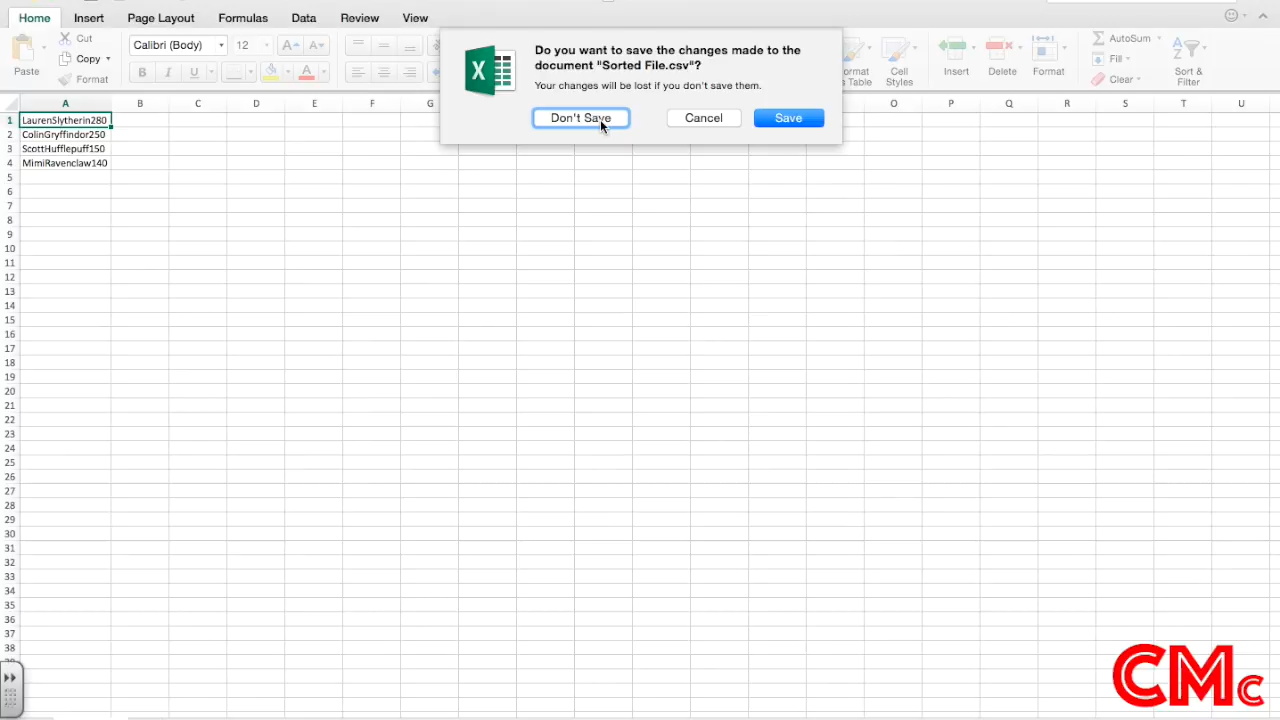 Home Insert Page Layout Formulas Data Review View
Cut
Calibri (Body) 12
AutoSum
Copy
Fill
Paste Format
Format
as Table
Cell
Styles
Insert Delete Format
Clear
Sort &
Filter
Do you want to save the changes made to the
document "Sorted File.csv"?
Your changes will be lost if you don't save them.
Don't Save Cancel Save
A B C D E F G O P Q R S T U
1 LaurenSlytherin280
2 ColinGryffindor250
3 ScottHufflepuff150
4 MimiRavenclaw140
5
6
7
8
9
10
11
12
13
14
15
16
17
18
19
20
21
22
23
24
25
26
27
28
29
30
31
32
33
34
35
36
37
38
CMc